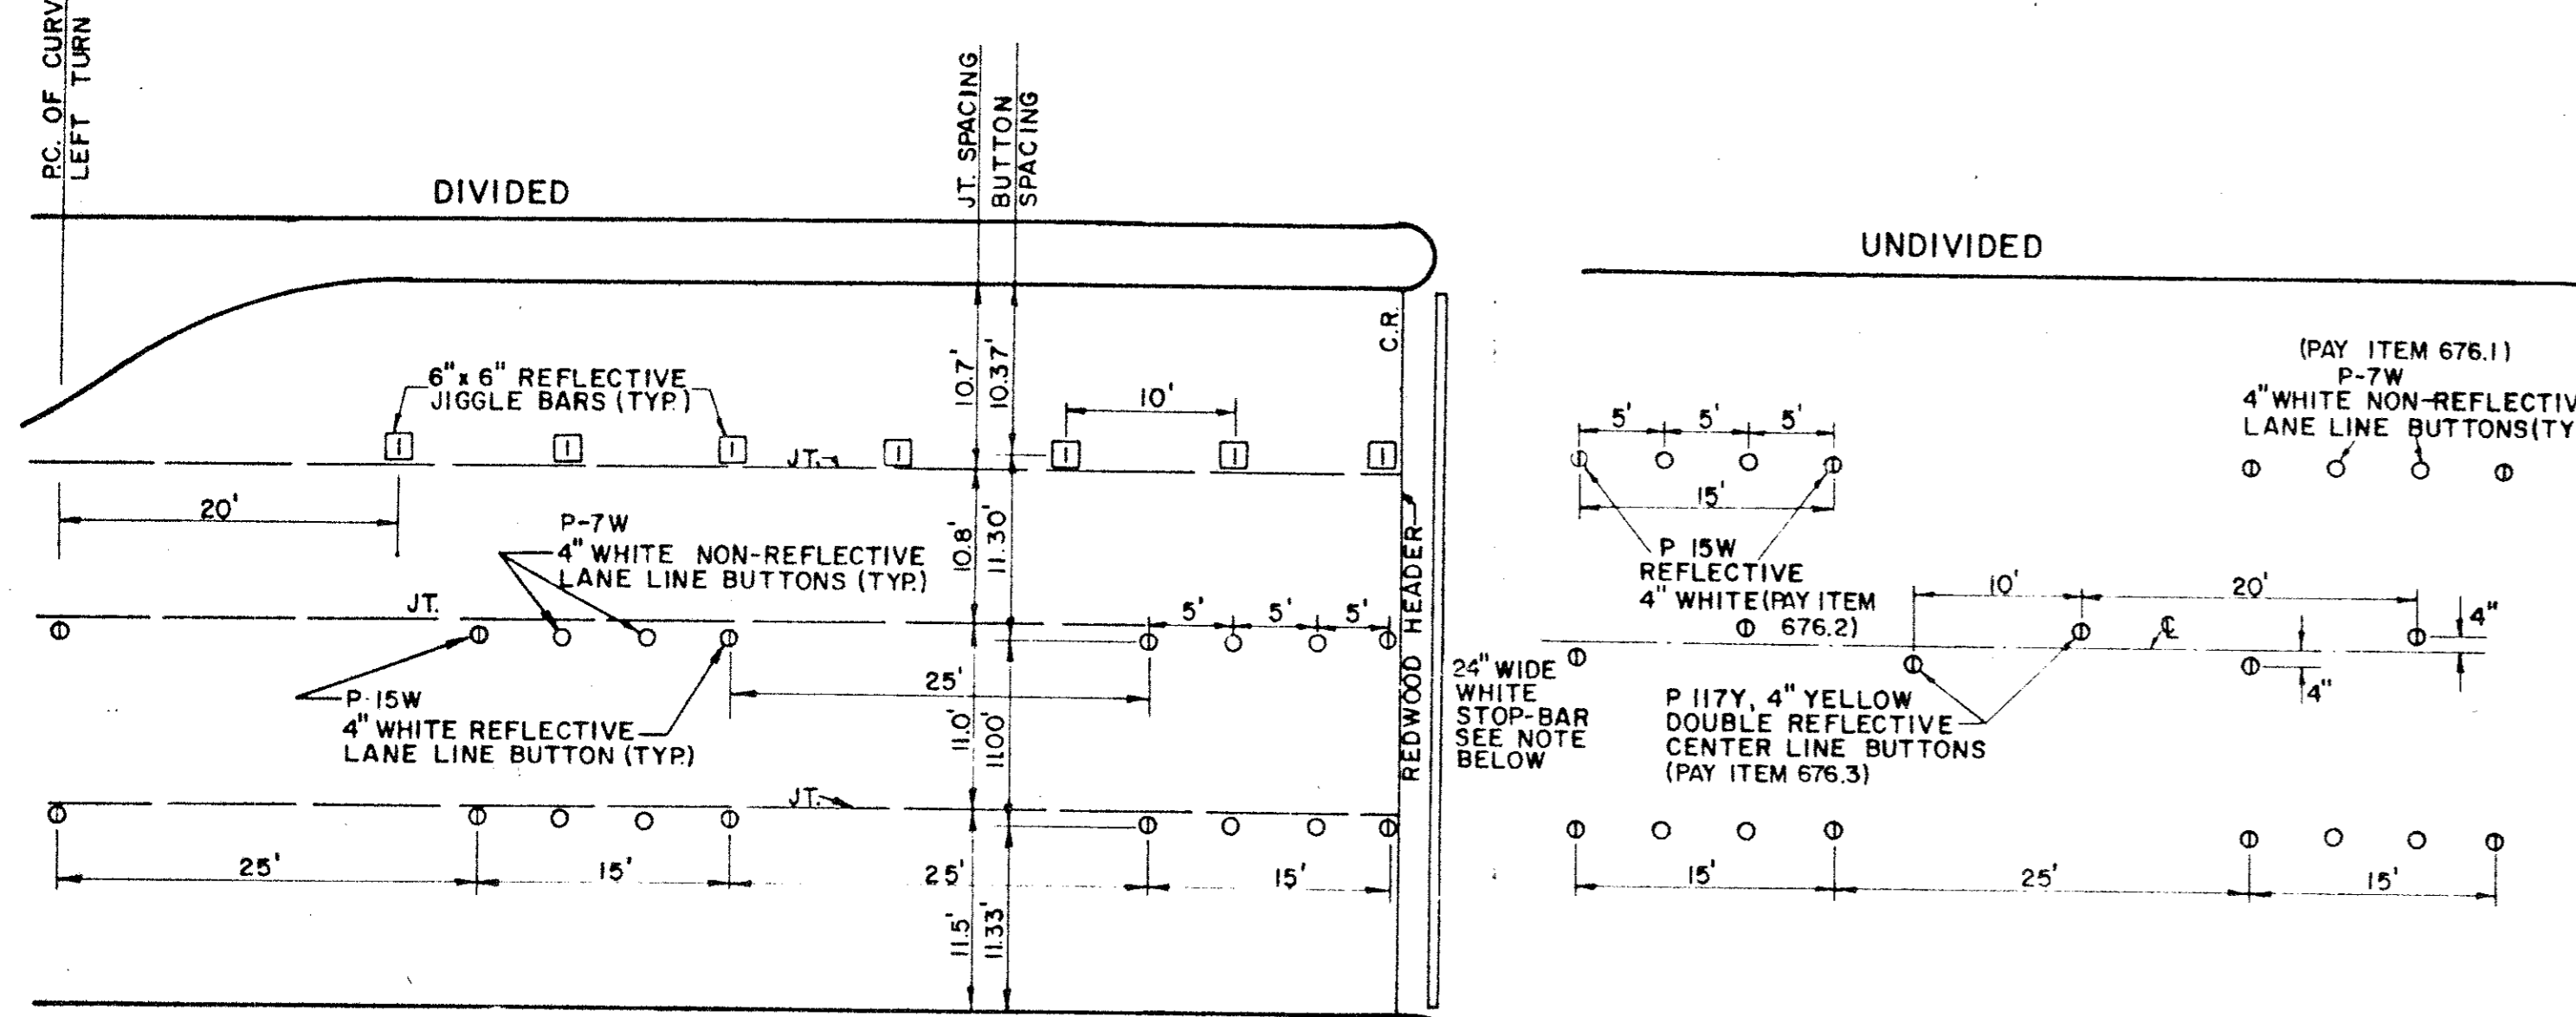 P.C. OF CURV
LEFT TURN
DIVIDED
JT. SPACING
BUTTON
SPACING
UNDIVIDED
6"x 6" REFLECTIVE
JIGGLE BARS (TYP.)
10.7'
10.37'
10'
C.R.
JT.
20'
P-7W
4" WHITE NON-REFLECTIVE
LANE LINE BUTTONS (TYP.)
10.8'
11.30'
JT.
5'
5'
5'
25'
P-15W
4" WHITE REFLECTIVE
LANE LINE BUTTON (TYP.)
11.0'
11.00'
REDWOOD HEADER
24" WIDE
WHITE
STOP-BAR
SEE NOTE
BELOW
JT.
25'
15'
25'
15'
11.5'
11.33'
(PAY ITEM 676.1)
P-7W
4" WHITE NON-REFLECTIV
LANE LINE BUTTONS (TY
5'
5'
5'
15'
P 15W
REFLECTIVE
4" WHITE (PAY ITEM
676.2)
10'
20'
4"
℄
4"
P 117Y, 4" YELLOW
DOUBLE REFLECTIVE
CENTER LINE BUTTONS
(PAY ITEM 676.3)
15'
25'
15'